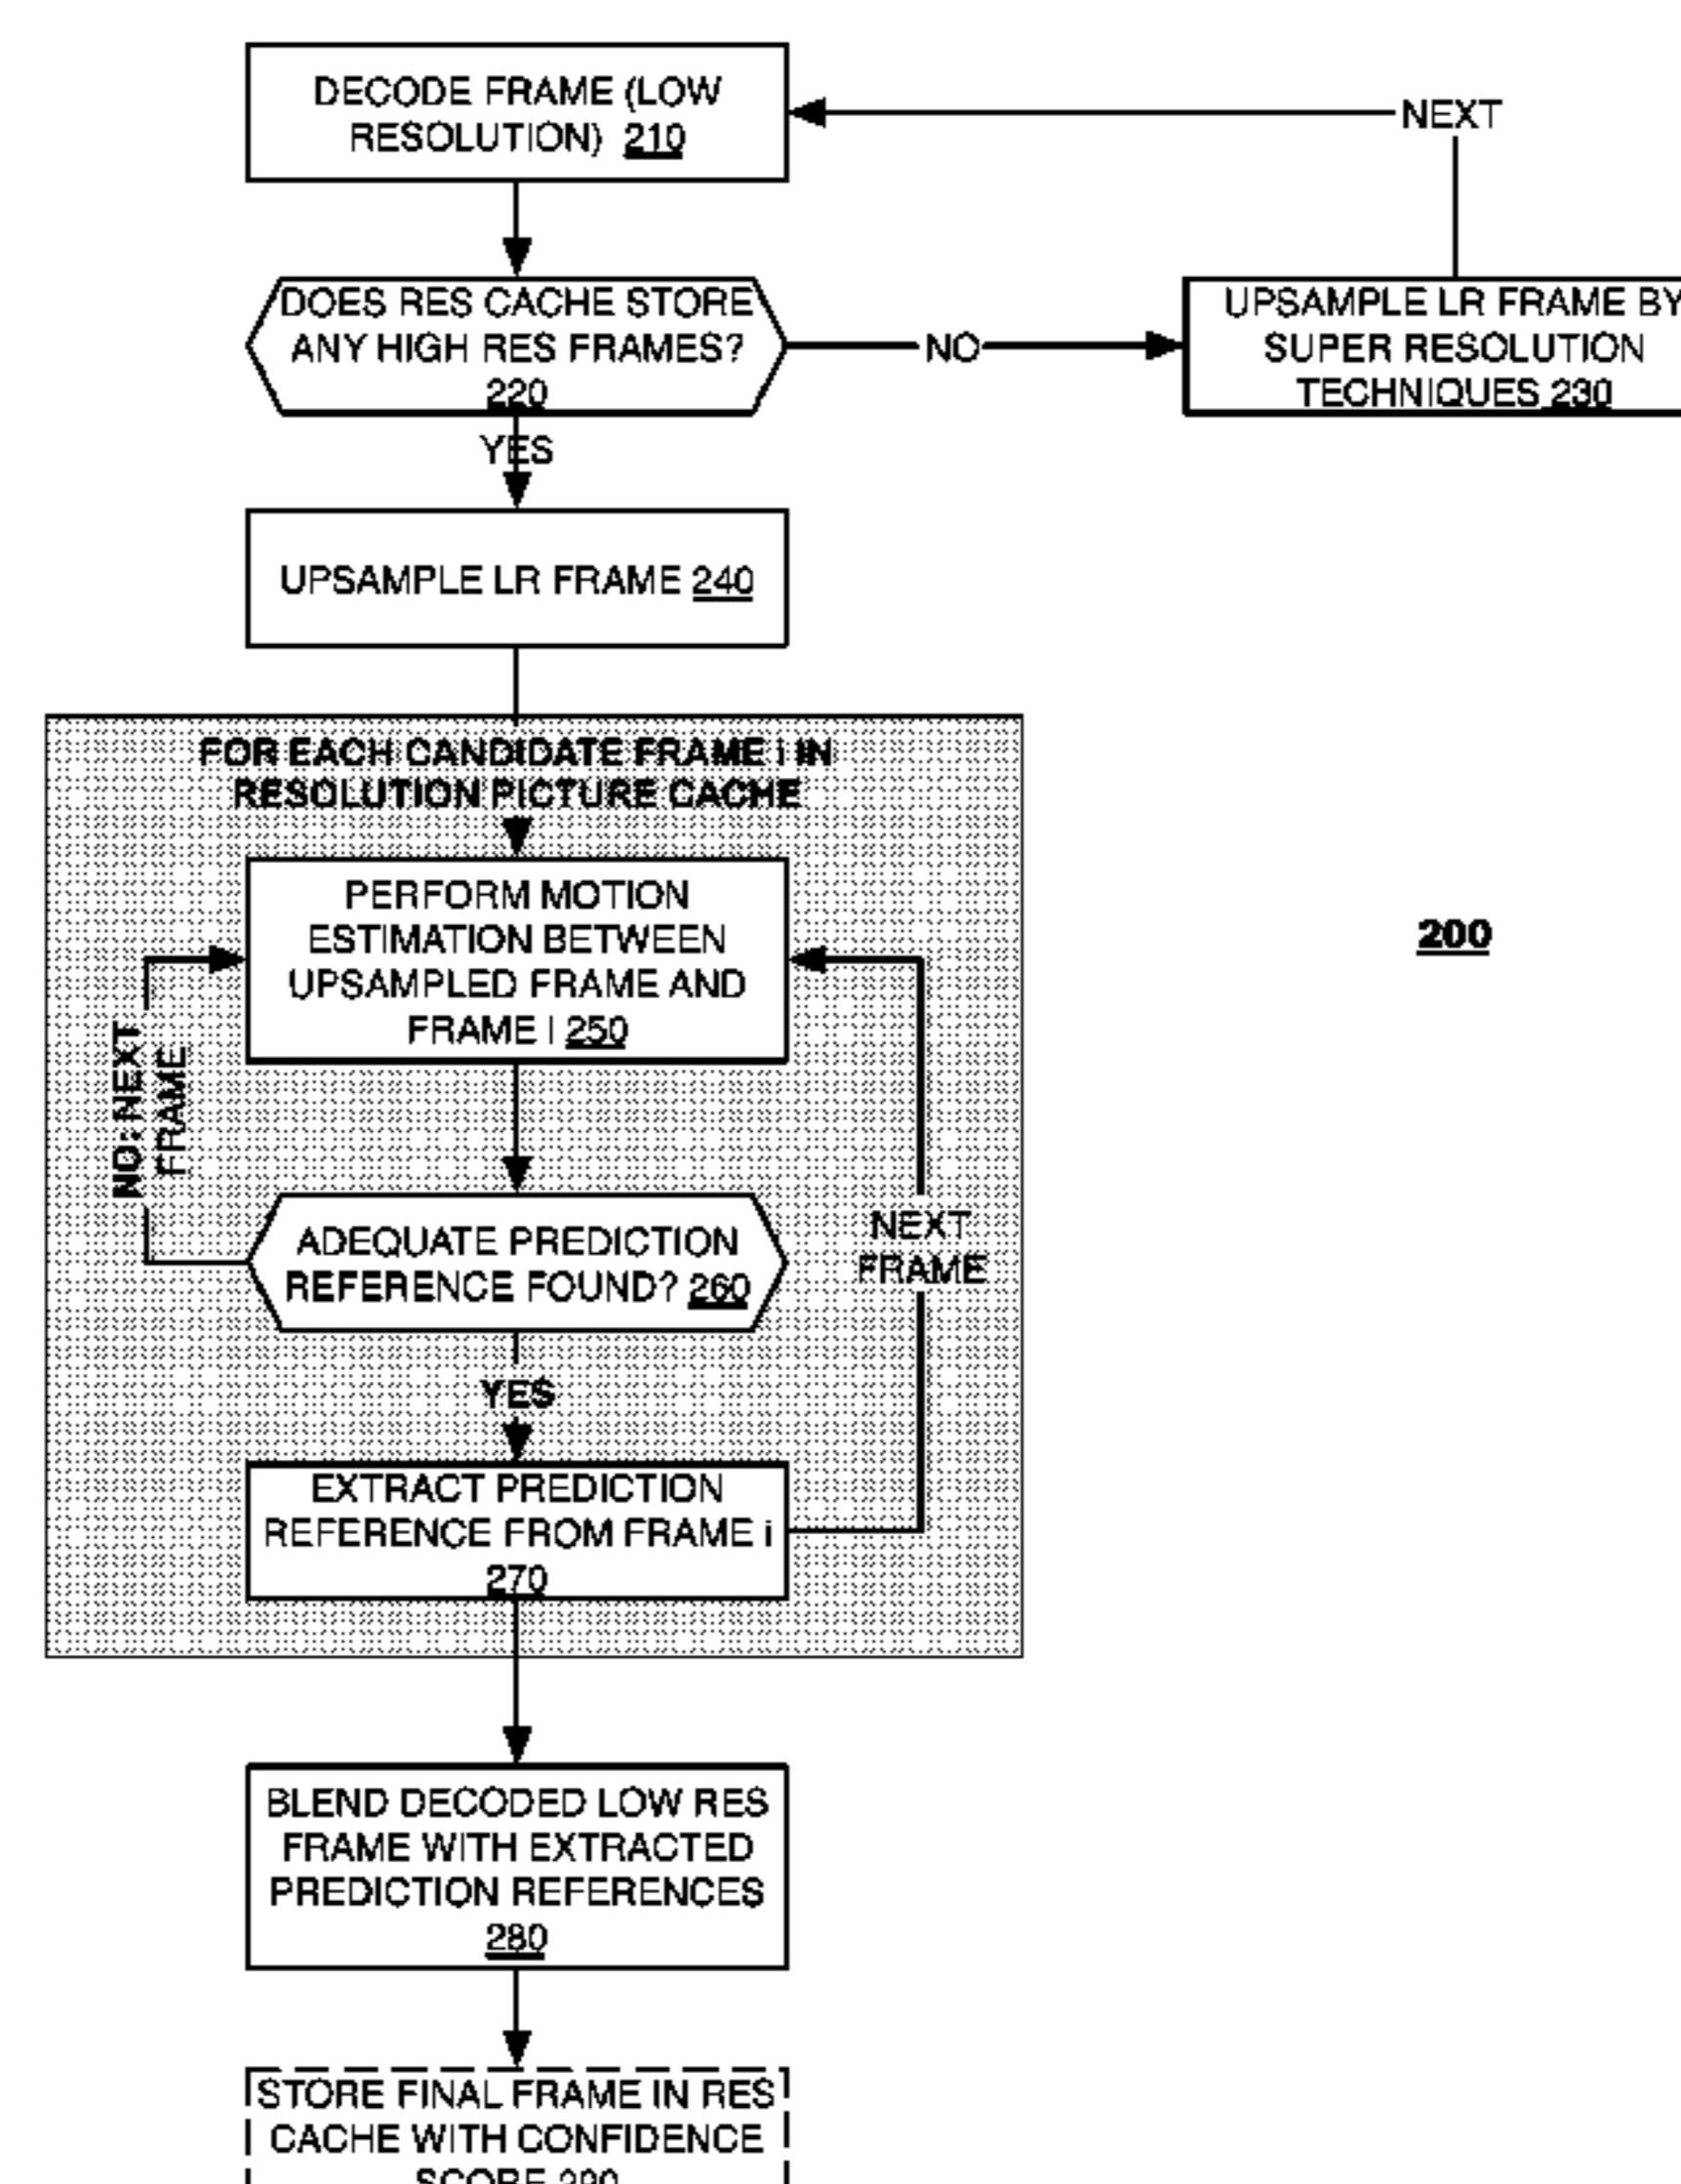 DECODE FRAME (LOW
RESOLUTION) 210
NEXT
DOES RES CACHE STORE
ANY HIGH RES FRAMES?
220
NO
UPSAMPLE LR FRAME BY
SUPER RESOLUTION
TECHNIQUES 230
YES
UPSAMPLE LR FRAME 240
FOR EACH CANDIDATE FRAME i IN
RESOLUTION PICTURE CACHE
PERFORM MOTION
ESTIMATION BETWEEN
UPSAMPLED FRAME AND
FRAME I 250
200
NO: NEXT
FRAME
ADEQUATE PREDICTION
REFERENCE FOUND? 260
NEXT
FRAME
YES
EXTRACT PREDICTION
REFERENCE FROM FRAME i
270
BLEND DECODED LOW RES
FRAME WITH EXTRACTED
PREDICTION REFERENCES
280
STORE FINAL FRAME IN RES
CACHE WITH CONFIDENCE
SCORE 290